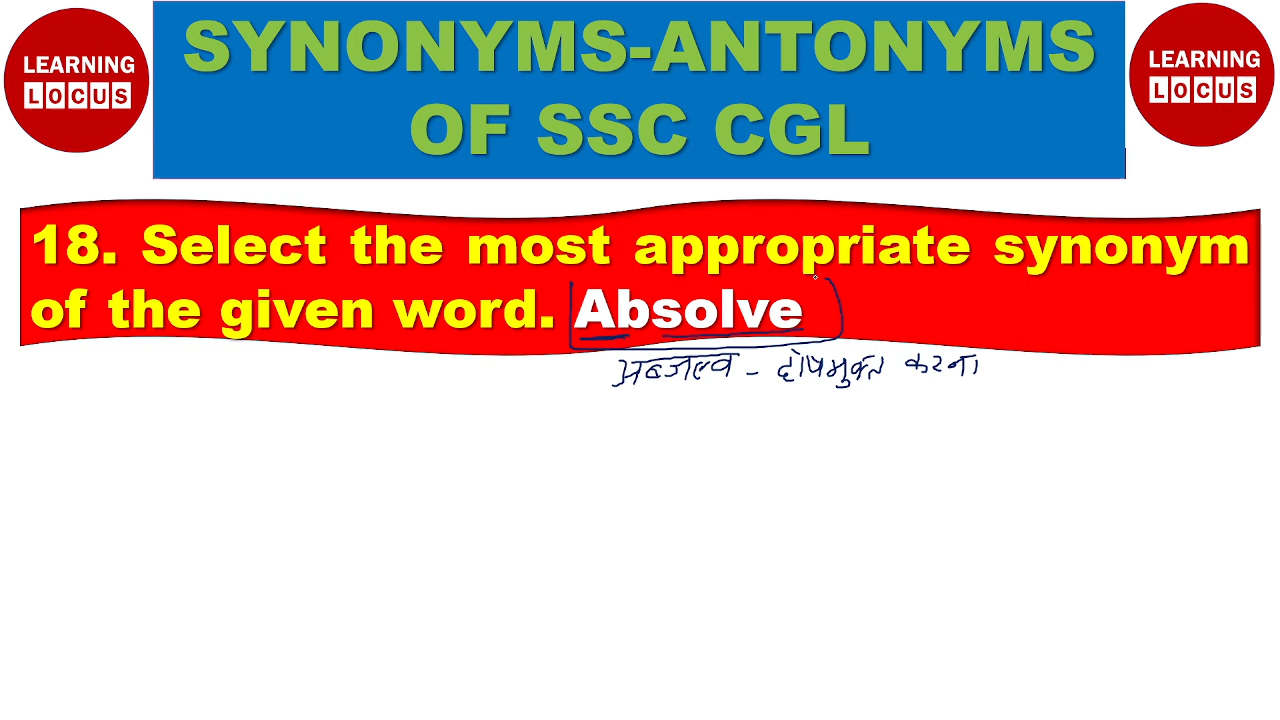 LEARNING
LOCUS
SYNONYMS-ANTONYMS
OF SSC CGL
LEARNING
LOCUS
18. Select the most appropriate synonym
of the given word. Absolve
अब्जाल्व - दोषमुक्त करना